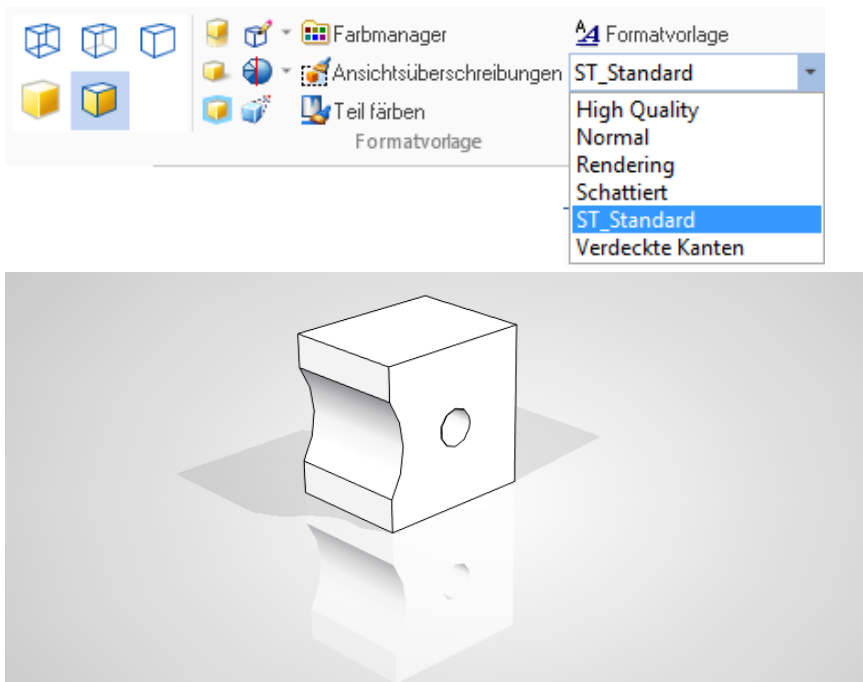 Farbmanager
Ansichtsüberschreibungen
Teil färben
Formatvorlage
Formatvorlage
ST_Standard
High Quality
Normal
Rendering
Schattiert
ST_Standard
Verdeckte Kanten